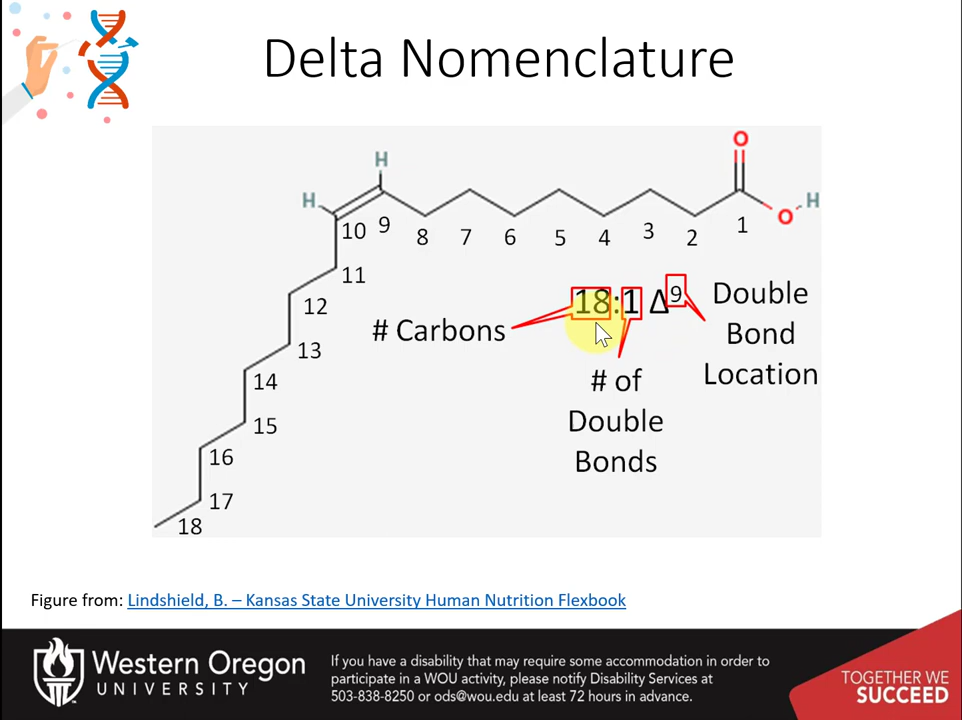 Delta Nomenclature
O
H
H
O
H
10
9
8
7
6
5
4
3
2
1
11
12
13
14
15
16
17
18
18:1 Δ9
# Carbons
# of
Double
Bonds
Double
Bond
Location
Figure from: Lindshield, B. – Kansas State University Human Nutrition Flexbook
Western Oregon
UNIVERSITY
If you have a disability that may require some accommodation in order to
participate in a WOU activity, please notify Disability Services at
503-838-8250 or ods@wou.edu at least 72 hours in advance.
TOGETHER WE
SUCCEED